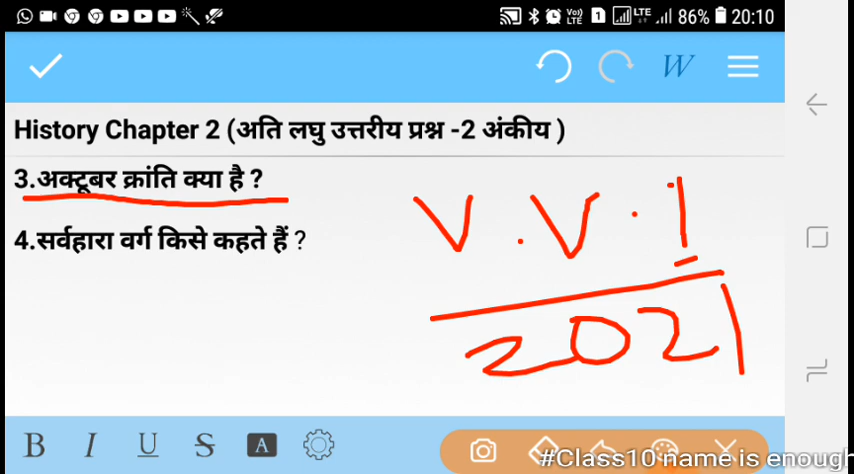 86% 20:10
W
History Chapter 2 (अति लघु उत्तरीय प्रश्न -2 अंकीय )
3.अक्टूबर क्रांति क्या है ?
4.सर्वहारा वर्ग किसे कहते हैं ?
V.V.I
2021
B I U S A
#Class10 name is enough